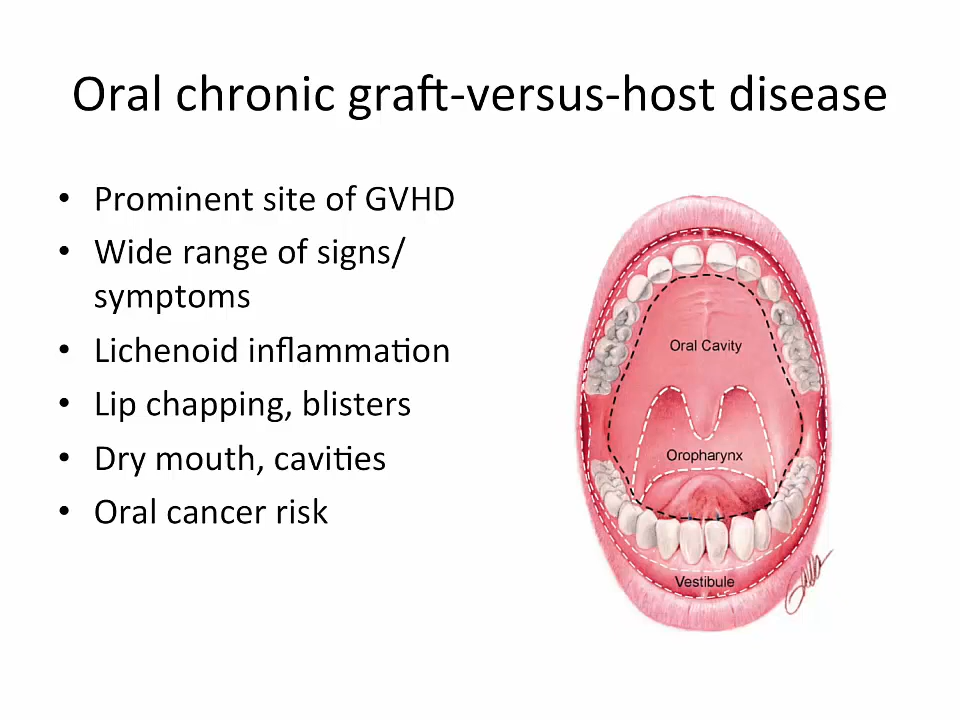 Oral chronic graft-versus-host disease
• Prominent site of GVHD
• Wide range of signs/
symptoms
• Lichenoid inflammation
• Lip chapping, blisters
• Dry mouth, cavities
• Oral cancer risk
Oral Cavity
Oropharynx
Vestibule